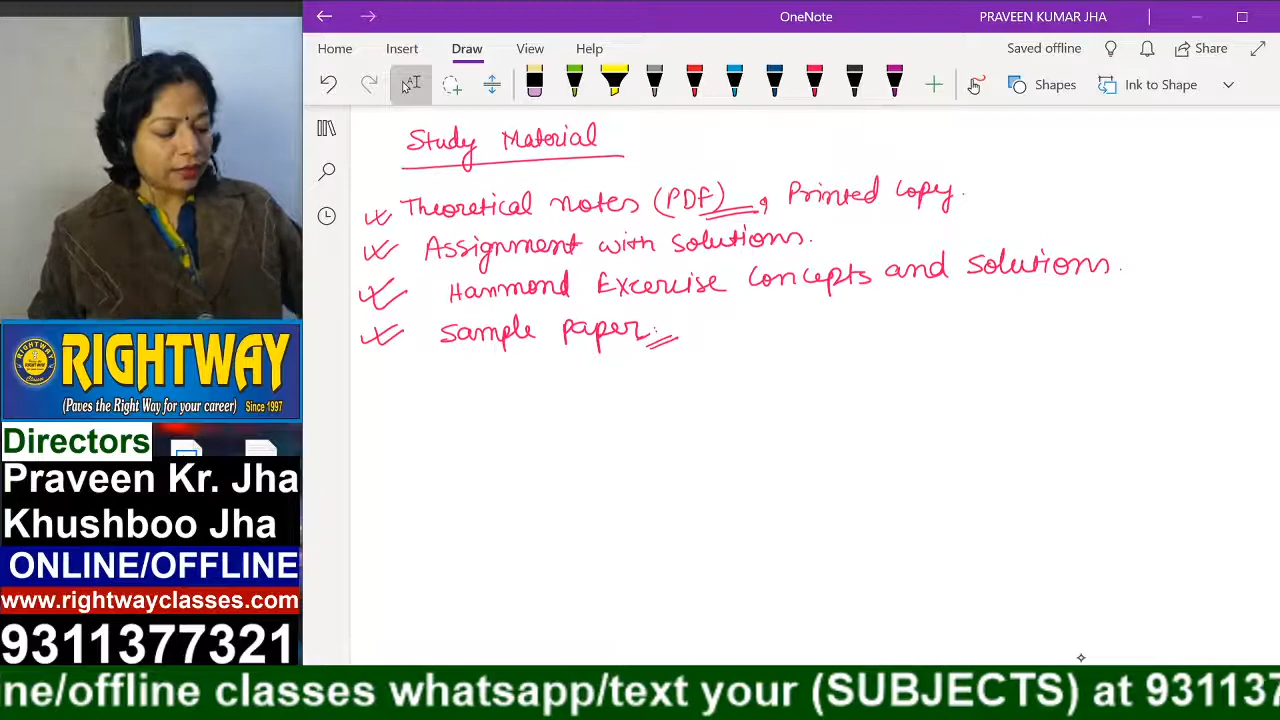 OneNote
PRAVEEN KUMAR JHA
Home Insert Draw View Help
Saved offline
Share
Shapes
Ink to Shape
Study Material
Theoretical notes (PDF), Printed copy.
Assignment with solutions.
Hammond Excercise Concepts and Solutions.
Sample paper.
RIGHTWAY
(Paves the Right Way for your career) Since 1997
Directors
Praveen Kr. Jha
Khushboo Jha
ONLINE/OFFLINE
www.rightwayclasses.com
9311377321
ne/offline classes whatsapp/text your (SUBJECTS) at 931137